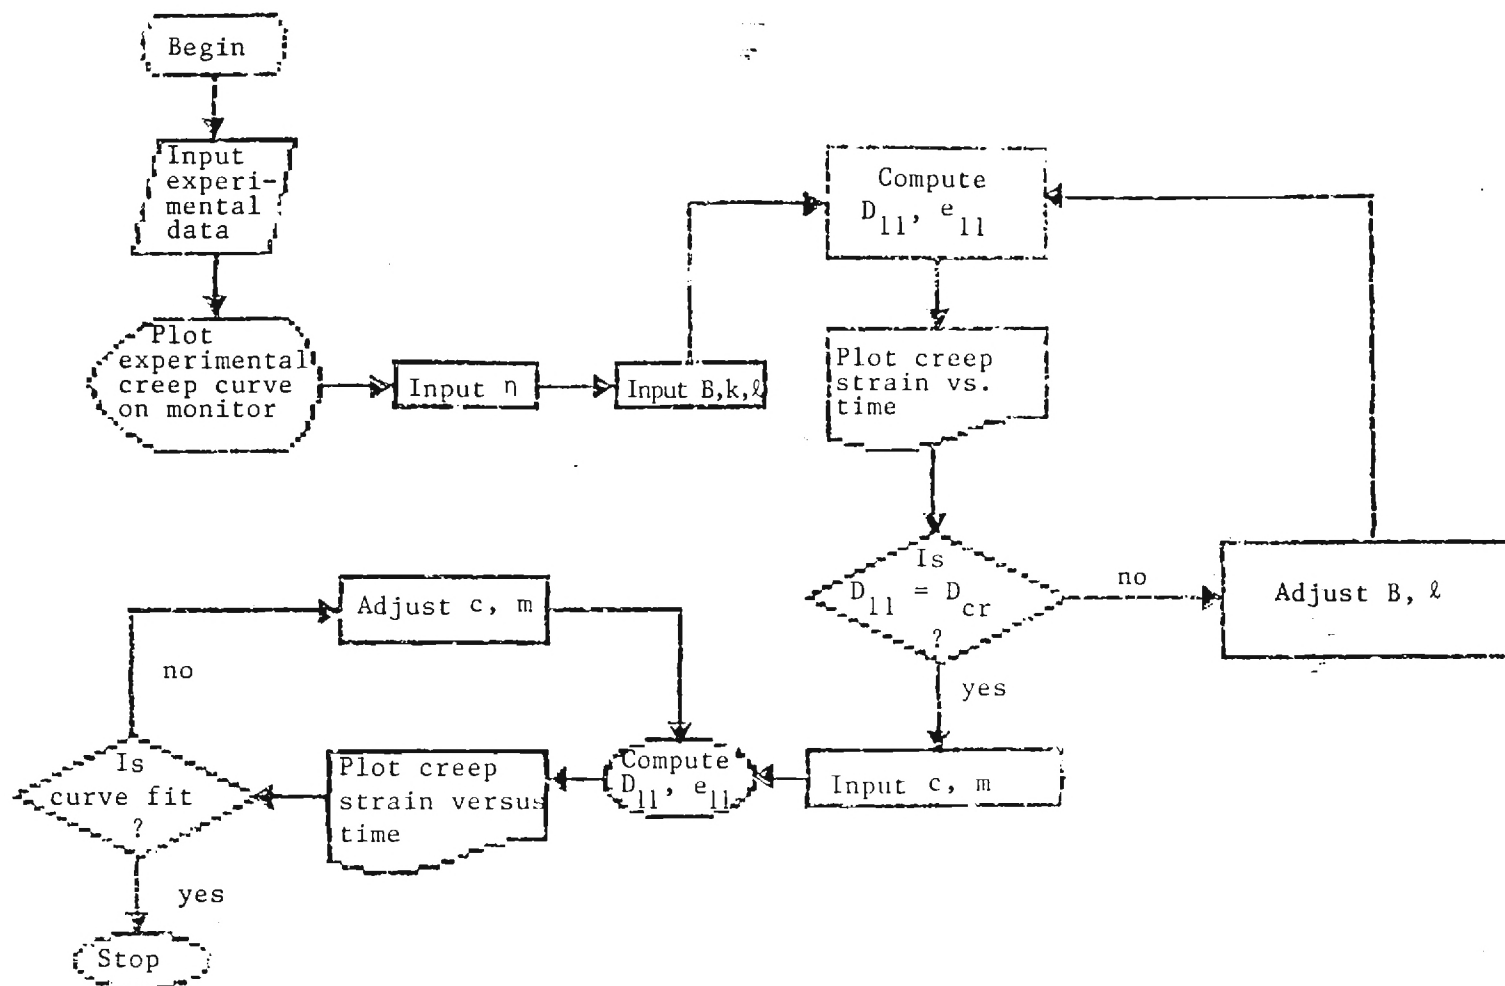 Begin
Input
experi-
mental
data
Plot
experimental
creep curve
on monitor
Input η
Input B,k,ℓ
Compute
D11, e11
Plot creep
strain vs.
time
Is
D11 = Dcr
?
no
Adjust B, ℓ
yes
Input c, m
Compute
D11, e11
Plot creep
strain versus
time
Is
curve fit
?
no
Adjust c, m
yes
Stop